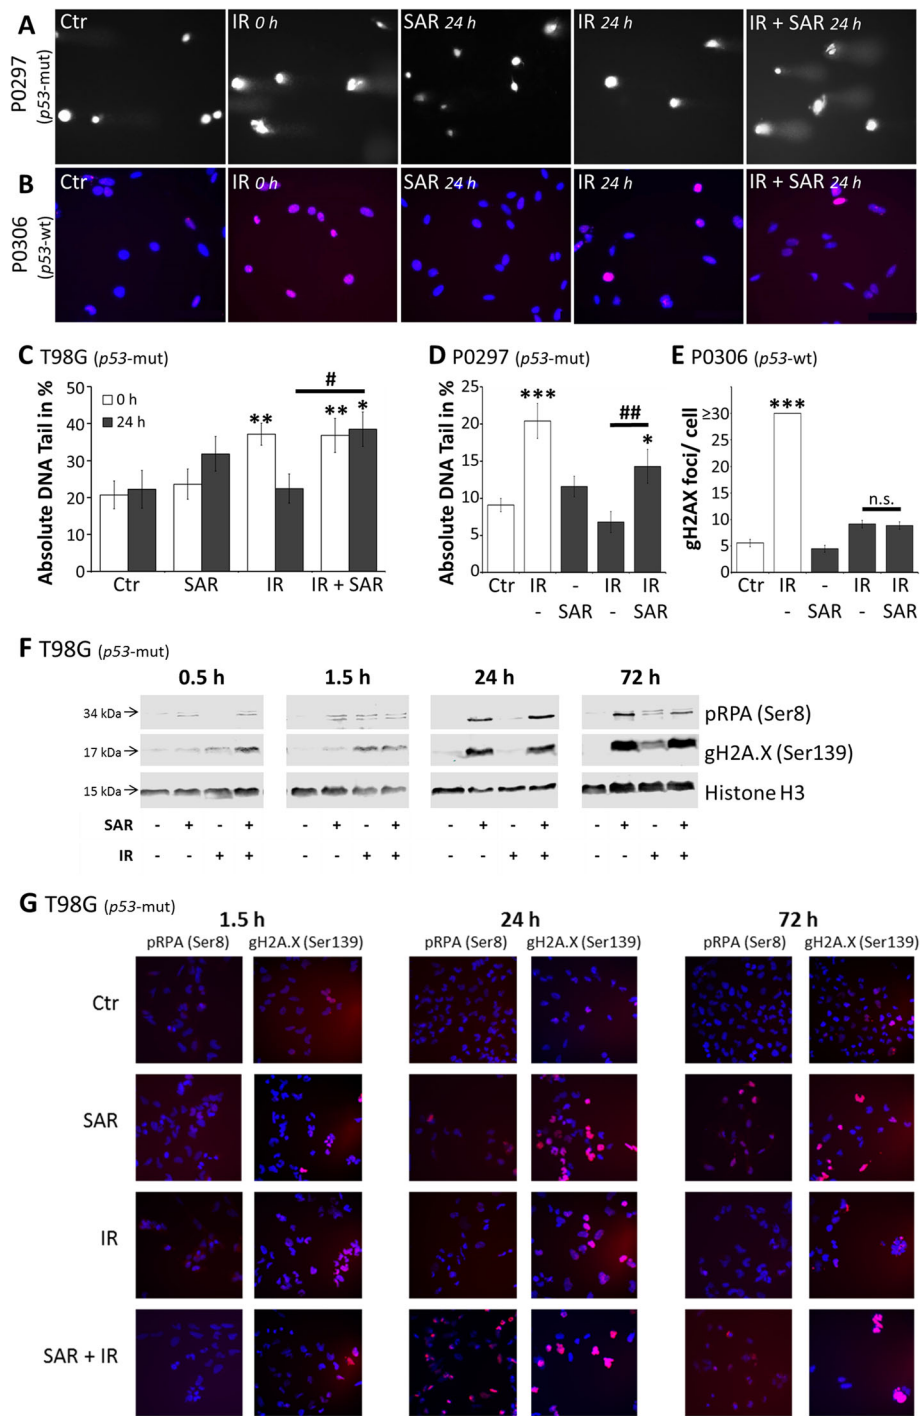 A
P0297
(p53-mut)
Ctr
IR 0 h
SAR 24 h
IR 24 h
IR + SAR 24 h
B
P0306
(p53-wt)
Ctr
IR 0 h
SAR 24 h
IR 24 h
IR + SAR 24 h
C T98G (p53-mut)
Absolute DNA Tail in %
50
40
30
20
10
0
0 h
24 h
**
** *
#
Ctr SAR IR IR + SAR
D P0297 (p53-mut)
Absolute DNA Tail in %
25
20
15
10
5
0
***
##
*
Ctr IR - IR IR
- SAR - SAR
E P0306 (p53-wt)
gH2AX foci/ cell
≥30
20
15
10
5
0
***
n.s.
Ctr IR - IR IR
- SAR - SAR
F T98G (p53-mut)
0.5 h 1.5 h 24 h 72 h
34 kDa→ pRPA (Ser8)
17 kDa→ gH2A.X (Ser139)
15 kDa→ Histone H3
SAR - + - + - + - + - + - + - + - +
IR - - + + - - + + - - + + - - + +
G T98G (p53-mut)
1.5 h 24 h 72 h
pRPA (Ser8) gH2A.X (Ser139) pRPA (Ser8) gH2A.X (Ser139) pRPA (Ser8) gH2A.X (Ser139)
Ctr
SAR
IR
SAR + IR